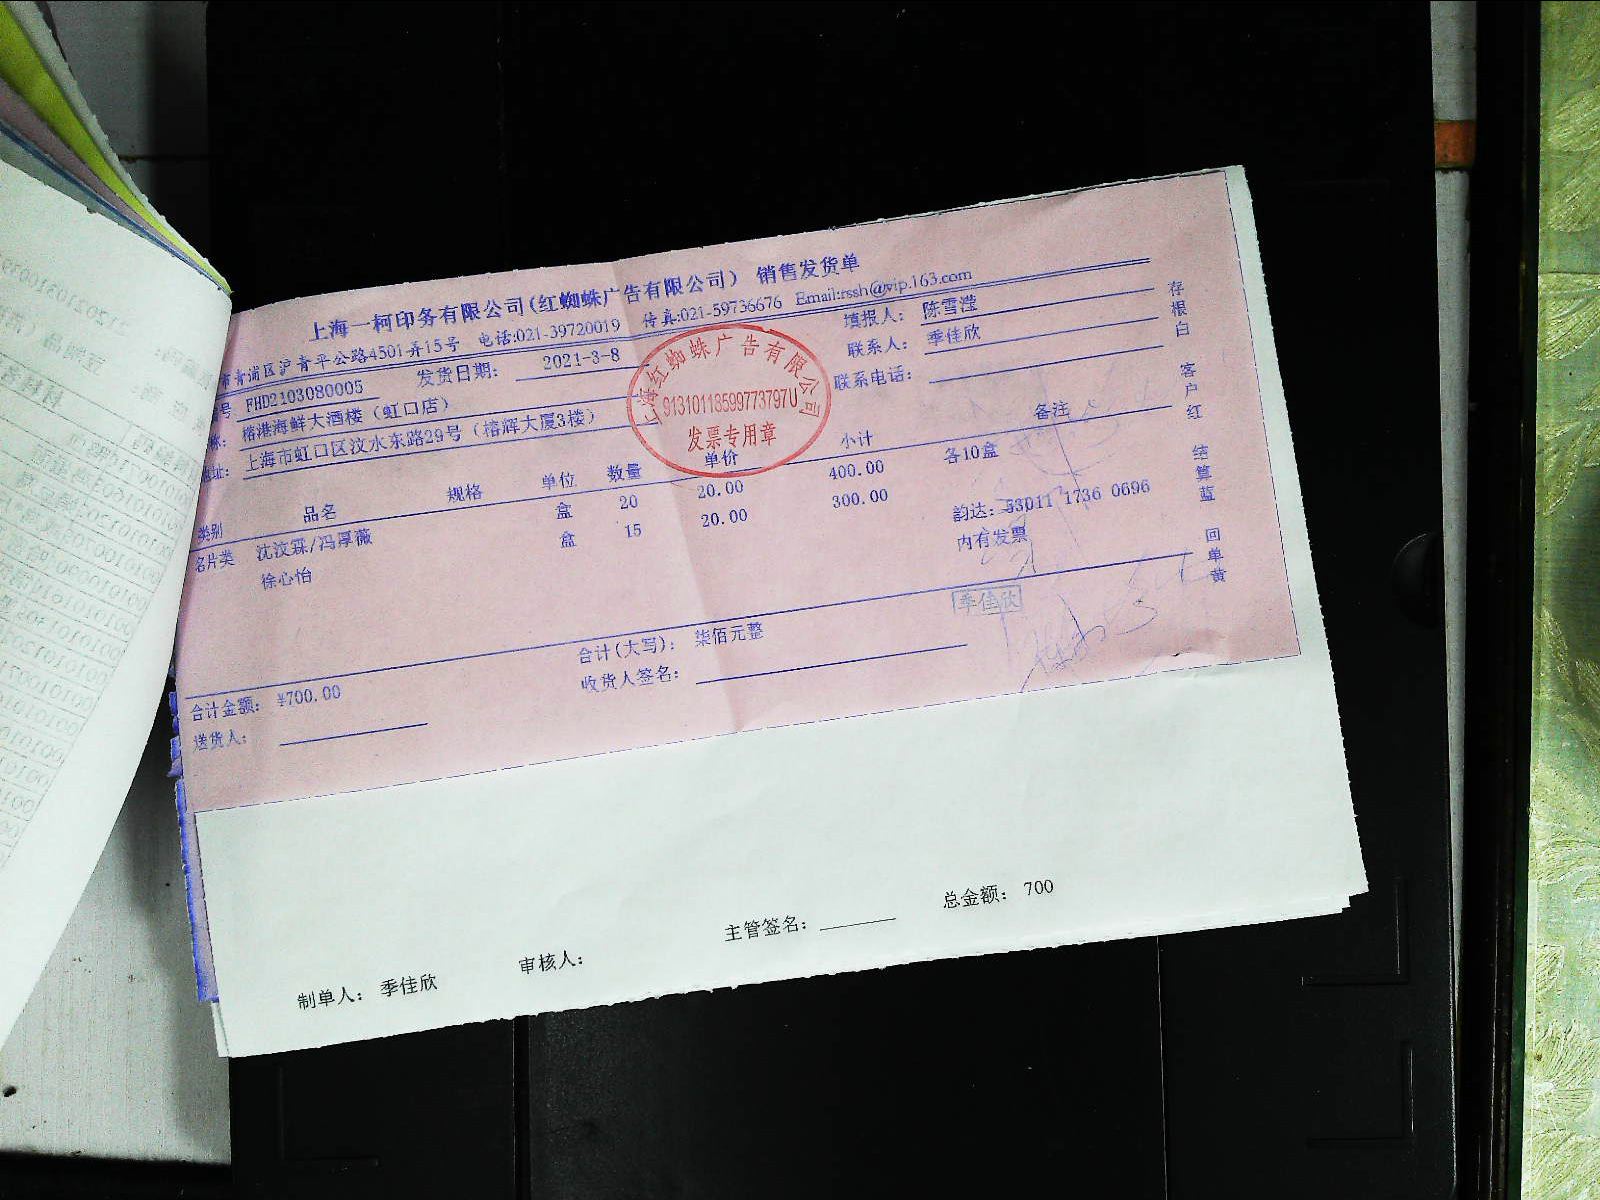 上海一柯印务有限公司(红蜘蛛广告有限公司) 销售发货单
市青浦区沪青平公路4501弄15号 电话:021-39720019 传真:021-59736676 Email:rssh@vip.163.com
号 FHD2103080005 发货日期: 2021-3-8 填报人: 陈雪滢
称: 榕港海鲜大酒楼(虹口店) 联系人: 季佳欣
地址: 上海市虹口区汶水东路29号(榕辉大厦3楼) 联系电话:
上海红蜘蛛广告有限公司
91310118599773797U
发票专用章
类别 品名 规格 单位 数量 单价 小计 备注
名片类 沈汶霖/冯厚薇 盒 20 20.00 400.00 各10盒
徐心怡 盒 15 20.00 300.00
韵达:53011 1736 0696
内有发票
季佳欣
合计金额: ¥700.00 合计(大写): 柒佰元整
送货人: 收货人签名:
存根白
客户红
结算蓝
回单黄
制单人: 季佳欣 审核人: 主管签名: 总金额: 700